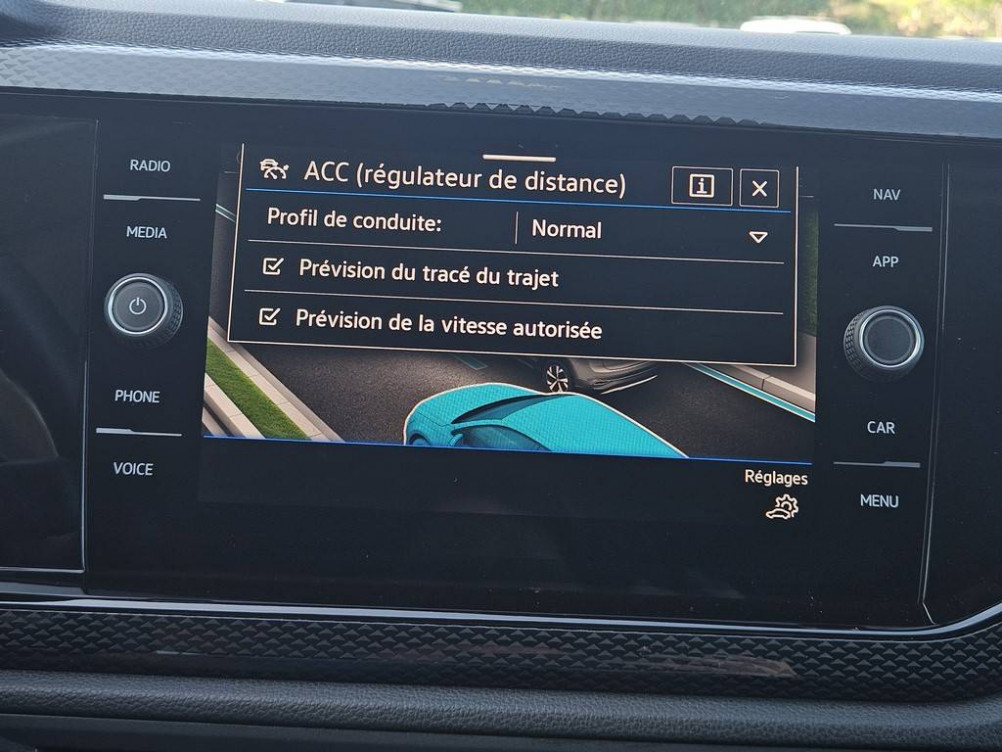 RADIO
MEDIA
PHONE
VOICE
ACC (régulateur de distance)
Profil de conduite: Normal
Prévision du tracé du trajet
Prévision de la vitesse autorisée
Réglages
NAV
APP
CAR
MENU